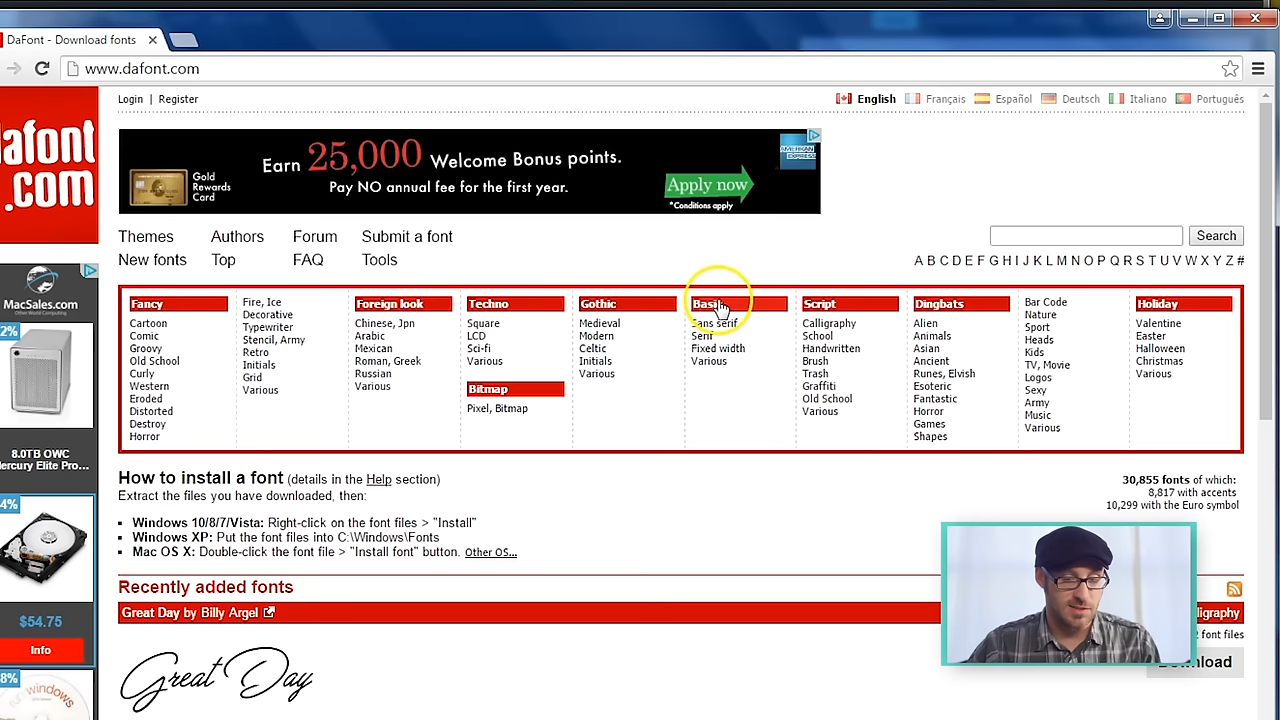 DaFont - Download fonts
www.dafont.com
Login | Register
English Français Español Deutsch Italiano Português
dafont
.com
Gold
Rewards
Card
Earn 25,000 Welcome Bonus points.
Pay NO annual fee for the first year.
Apply now
*Conditions apply
AMERICAN EXPRESS
Themes Authors Forum Submit a font
New fonts Top FAQ Tools
Search
A B C D E F G H I J K L M N O P Q R S T U V W X Y Z #
Fancy
Cartoon
Comic
Groovy
Old School
Curly
Western
Eroded
Distorted
Destroy
Horror
Fire, Ice
Decorative
Typewriter
Stencil, Army
Retro
Initials
Grid
Various
Foreign look
Chinese, Jpn
Arabic
Mexican
Roman, Greek
Russian
Various
Techno
Square
LCD
Sci-fi
Various
Bitmap
Pixel, Bitmap
Gothic
Medieval
Modern
Celtic
Initials
Various
Basic
Sans serif
Serif
Fixed width
Various
Script
Calligraphy
School
Handwritten
Brush
Trash
Graffiti
Old School
Various
Dingbats
Alien
Animals
Asian
Ancient
Runes, Elvish
Esoteric
Fantastic
Horror
Games
Shapes
Bar Code
Nature
Sport
Heads
Kids
TV, Movie
Logos
Sexy
Army
Music
Various
Holiday
Valentine
Easter
Halloween
Christmas
Various
MacSales.com
2%
8.0TB OWC
ercury Elite Pro...
4%
$54.75
Info
8%
windows
How to install a font (details in the Help section)
Extract the files you have downloaded, then:
Windows 10/8/7/Vista: Right-click on the font files > "Install"
Windows XP: Put the font files into C:\Windows\Fonts
Mac OS X: Double-click the font file > "Install font" button. Other OS...
30,855 fonts of which:
8,817 with accents
10,299 with the Euro symbol
Recently added fonts
Great Day by Billy Argel
lligraphy
font files
Download
Great Day